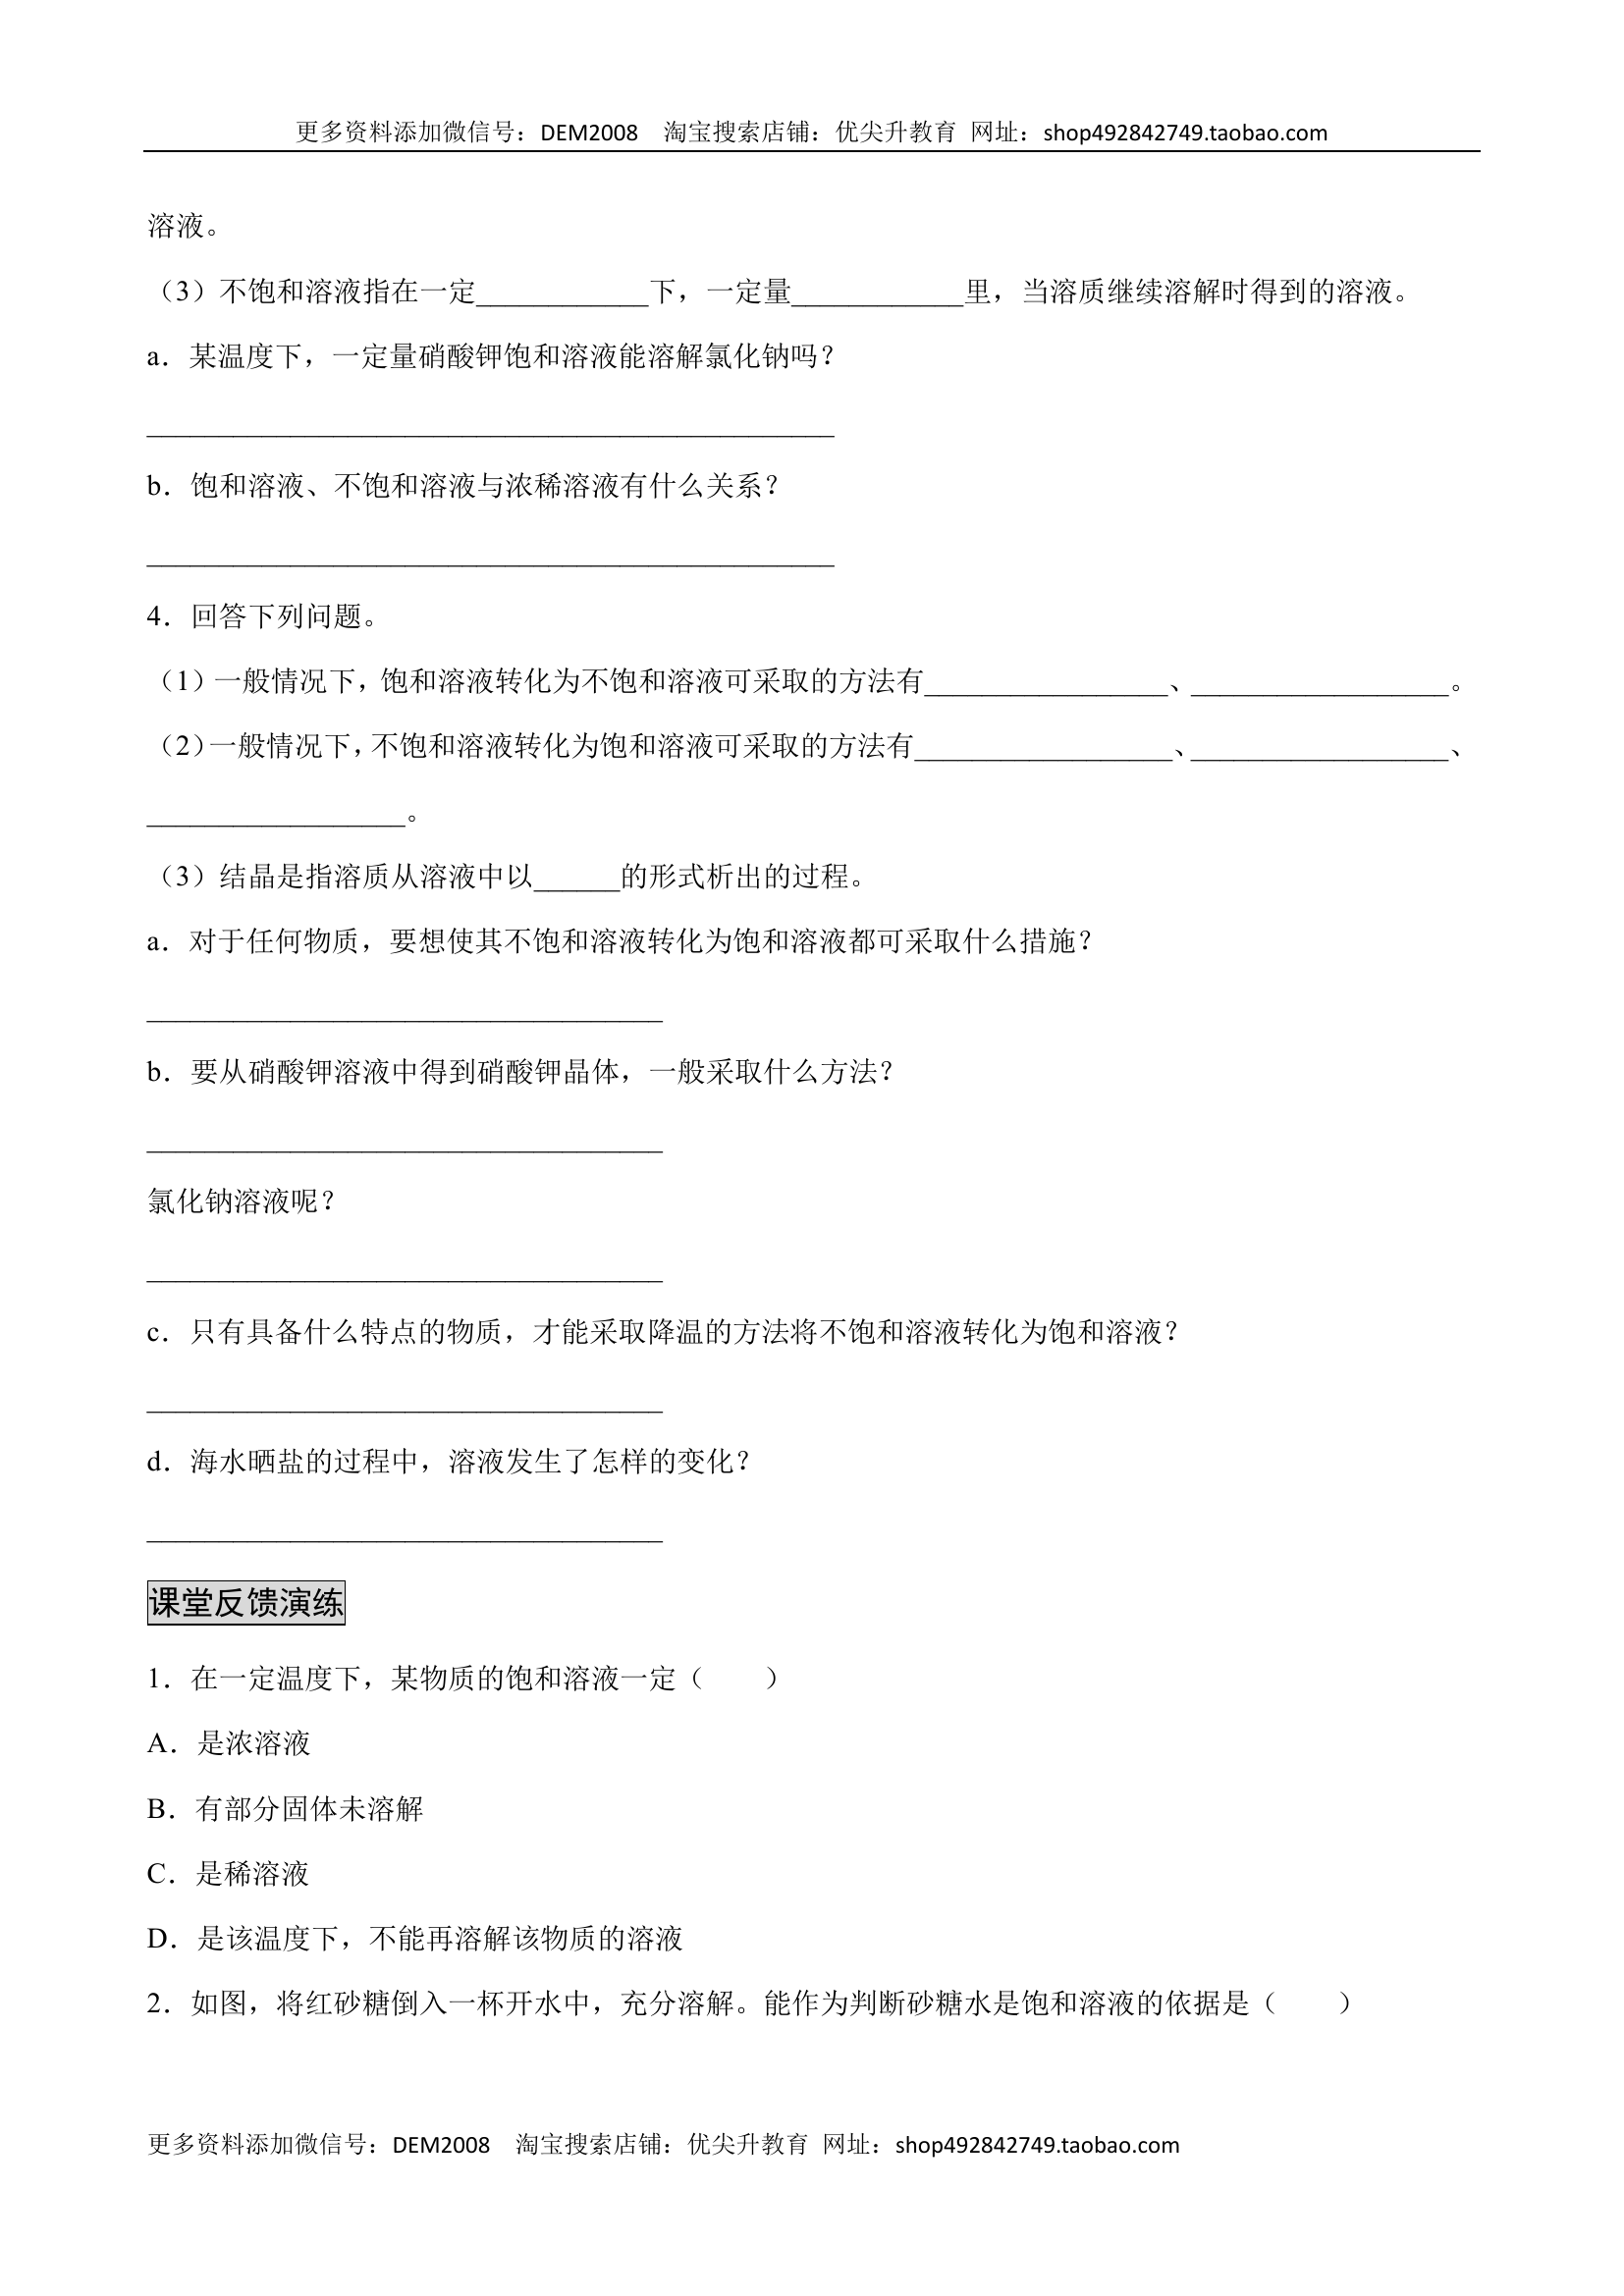 更多资料添加微信号：DEM2008    淘宝搜索店铺：优尖升教育  网址：shop492842749.taobao.com
溶液。
（3）不饱和溶液指在一定____________下，一定量____________里，当溶质继续溶解时得到的溶液。
a．某温度下，一定量硝酸钾饱和溶液能溶解氯化钠吗？
________________________________________________
b．饱和溶液、不饱和溶液与浓稀溶液有什么关系？
________________________________________________
4．回答下列问题。
（1）一般情况下，饱和溶液转化为不饱和溶液可采取的方法有_________________、__________________。
（2）一般情况下，不饱和溶液转化为饱和溶液可采取的方法有__________________、__________________、
__________________。
（3）结晶是指溶质从溶液中以______的形式析出的过程。
a．对于任何物质，要想使其不饱和溶液转化为饱和溶液都可采取什么措施？
____________________________________
b．要从硝酸钾溶液中得到硝酸钾晶体，一般采取什么方法？
____________________________________
氯化钠溶液呢？
____________________________________
c．只有具备什么特点的物质，才能采取降温的方法将不饱和溶液转化为饱和溶液？
____________________________________
d．海水晒盐的过程中，溶液发生了怎样的变化？
____________________________________
课堂反馈演练
1．在一定温度下，某物质的饱和溶液一定（    ）
A．是浓溶液
B．有部分固体未溶解
C．是稀溶液
D．是该温度下，不能再溶解该物质的溶液
2．如图，将红砂糖倒入一杯开水中，充分溶解。能作为判断砂糖水是饱和溶液的依据是（    ）
更多资料添加微信号：DEM2008    淘宝搜索店铺：优尖升教育  网址：shop492842749.taobao.com